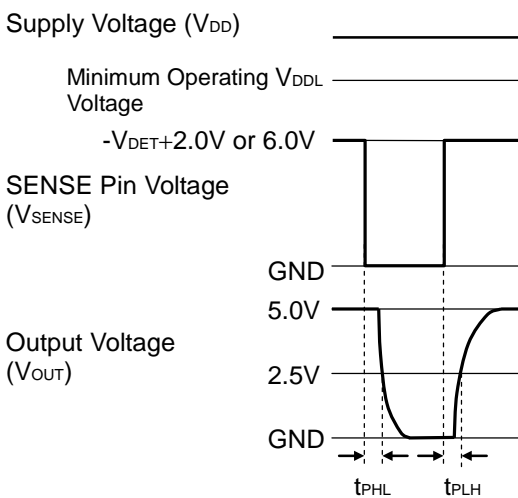 Supply Voltage (VDD)
Minimum Operating VDDL
Voltage
-VDET+2.0V or 6.0V
SENSE Pin Voltage
(VSENSE)
GND
5.0V
Output Voltage
(VOUT)
2.5V
GND
tPHL tPLH